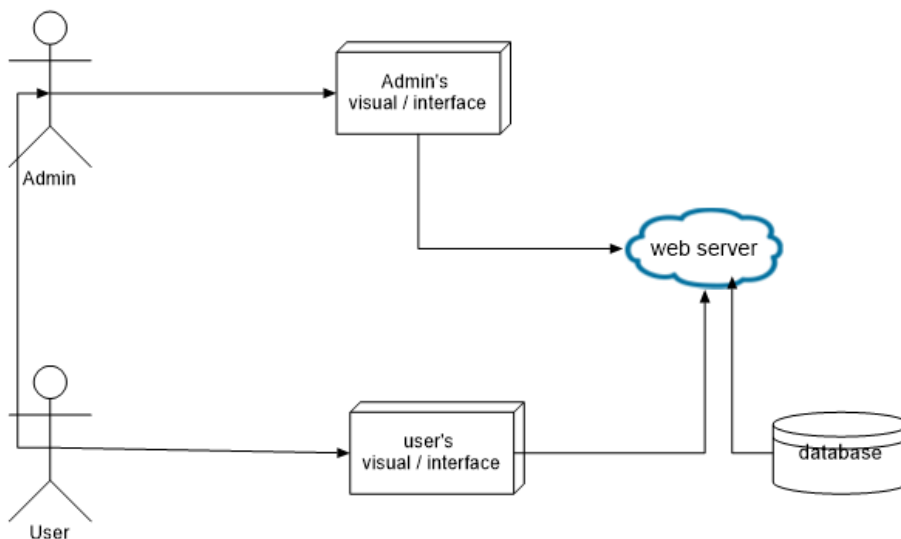 Admin's
visual / interface
Admin
web server
user's
visual / interface
database
User